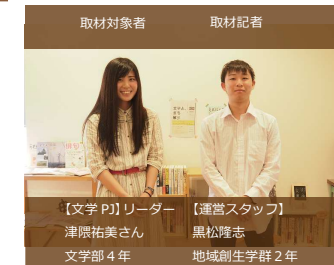 取材対象者 取材記者
【文学 PJ】リーダー 【運営スタッフ】
津隈祐美さん 黒松隆志
文学部４年 地域創生学群２年